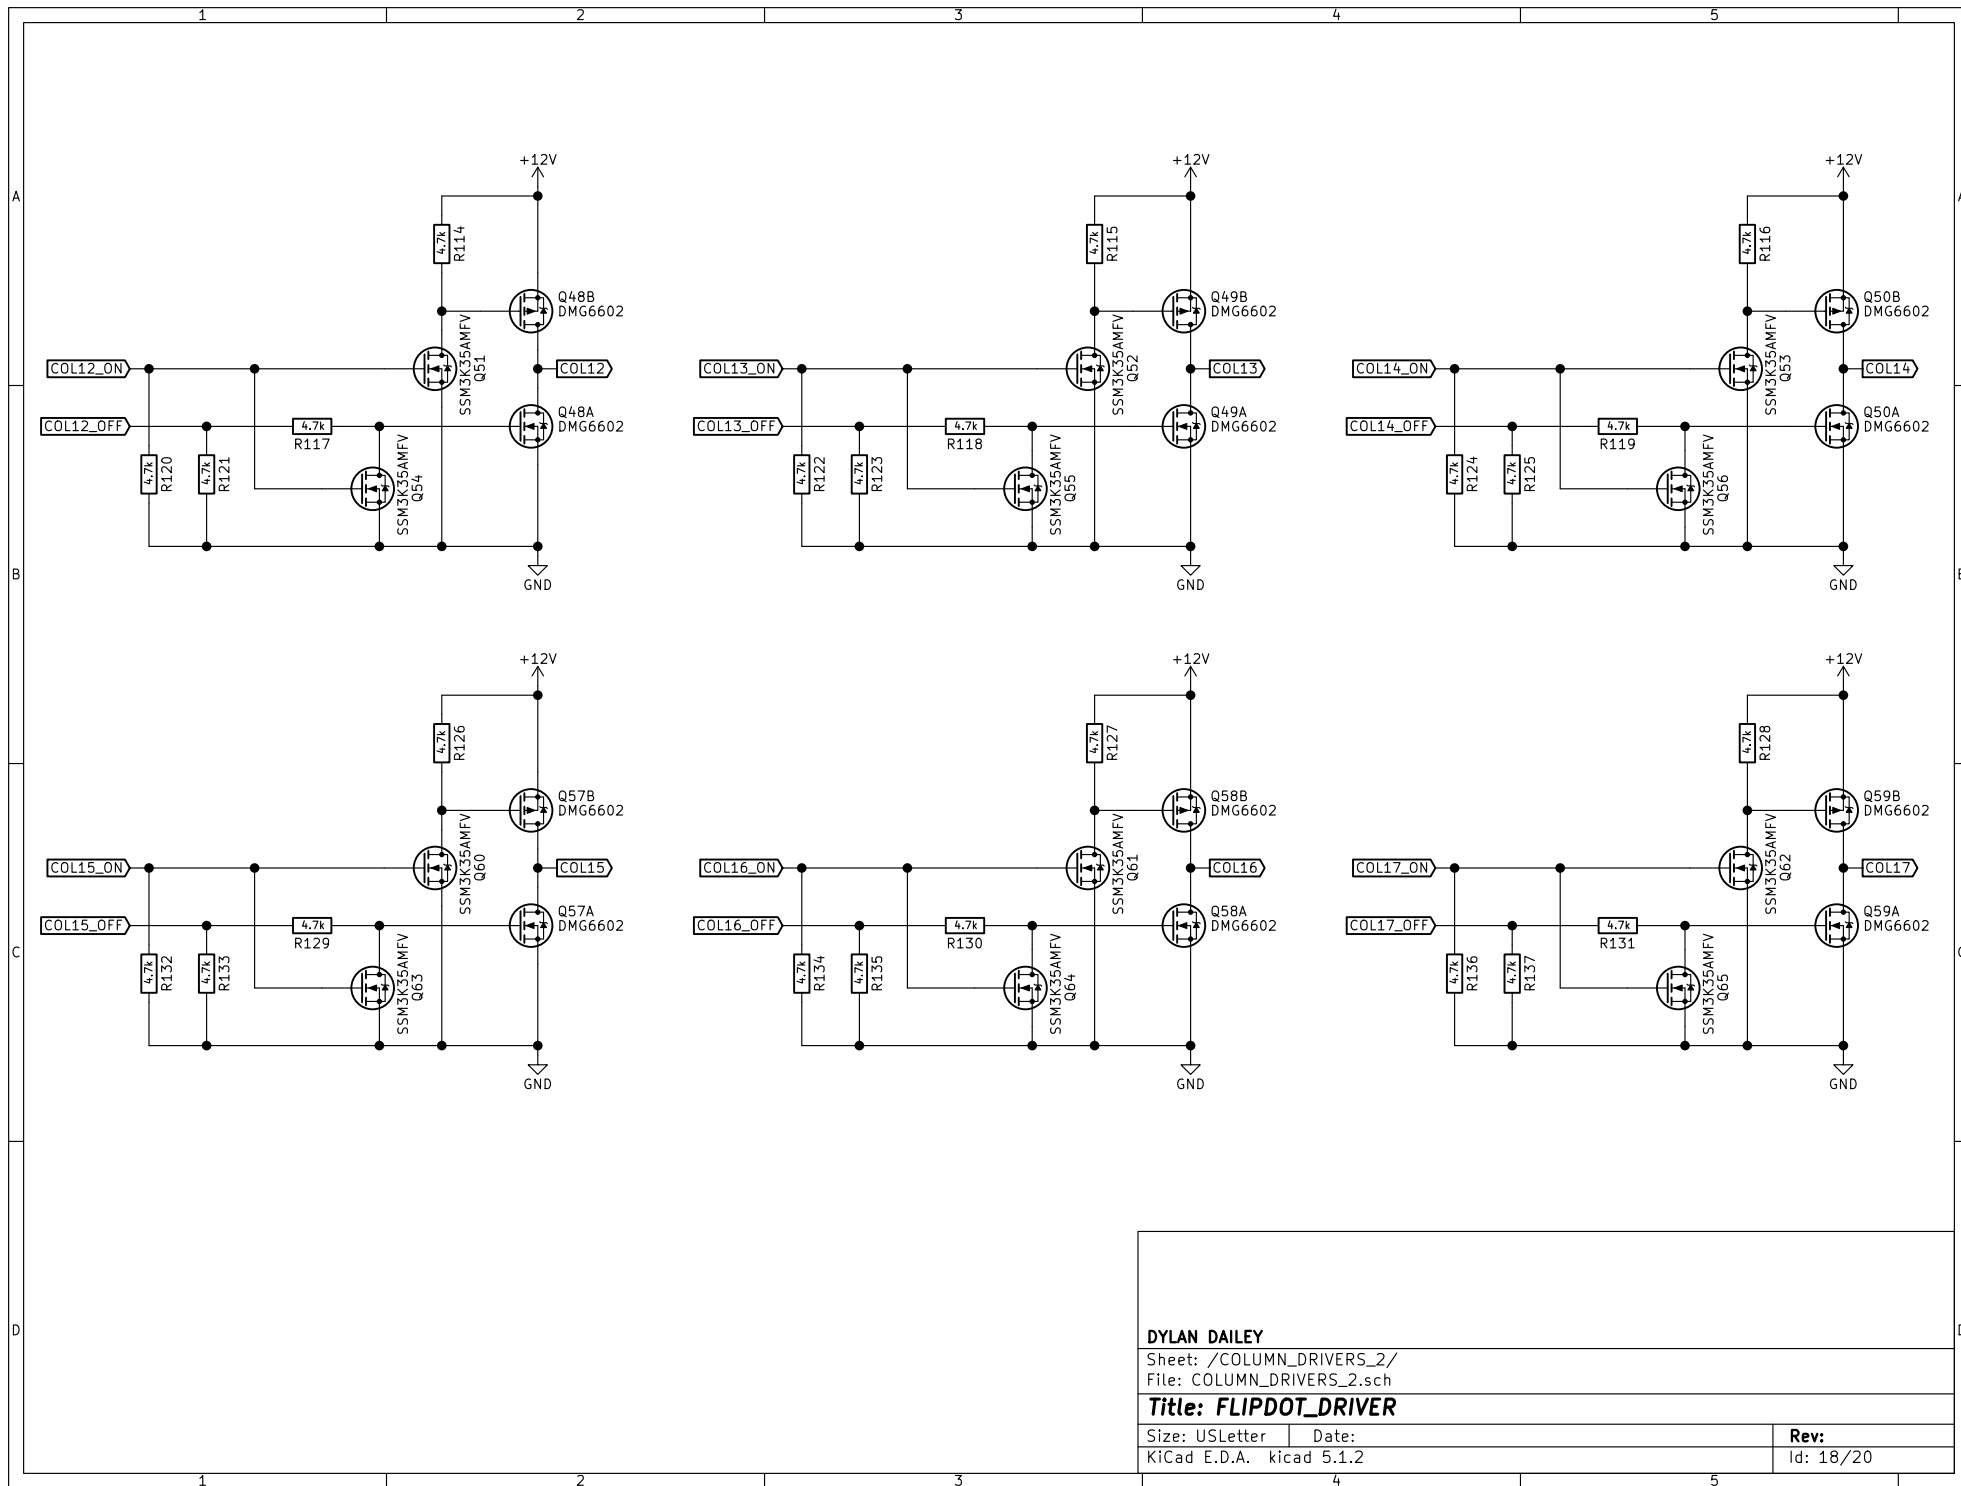 1 2 3 4 5
A
+12V
4.7k
R114
Q48B
DMG6602
SSM3K35AMFV
Q51
COL12_ON
COL12
COL12_OFF
4.7k
R117
Q48A
DMG6602
4.7k
R120
4.7k
R121
SSM3K35AMFV
Q54
GND
+12V
4.7k
R115
Q49B
DMG6602
SSM3K35AMFV
Q52
COL13_ON
COL13
COL13_OFF
4.7k
R118
Q49A
DMG6602
4.7k
R122
4.7k
R123
SSM3K35AMFV
Q55
GND
+12V
4.7k
R116
Q50B
DMG6602
SSM3K35AMFV
Q53
COL14_ON
COL14
COL14_OFF
4.7k
R119
Q50A
DMG6602
4.7k
R124
4.7k
R125
SSM3K35AMFV
Q56
GND
B
+12V
4.7k
R126
Q57B
DMG6602
SSM3K35AMFV
Q60
COL15_ON
COL15
COL15_OFF
4.7k
R129
Q57A
DMG6602
4.7k
R132
4.7k
R133
SSM3K35AMFV
Q63
GND
+12V
4.7k
R127
Q58B
DMG6602
SSM3K35AMFV
Q61
COL16_ON
COL16
COL16_OFF
4.7k
R130
Q58A
DMG6602
4.7k
R134
4.7k
R135
SSM3K35AMFV
Q64
GND
+12V
4.7k
R128
Q59B
DMG6602
SSM3K35AMFV
Q62
COL17_ON
COL17
COL17_OFF
4.7k
R131
Q59A
DMG6602
4.7k
R136
4.7k
R137
SSM3K35AMFV
Q65
GND
C
D
DYLAN DAILEY
Sheet: /COLUMN_DRIVERS_2/
File: COLUMN_DRIVERS_2.sch
Title: FLIPDOT_DRIVER
Size: USLetter Date: Rev:
KiCad E.D.A. kicad 5.1.2 Id: 18/20
1 2 3 4 5